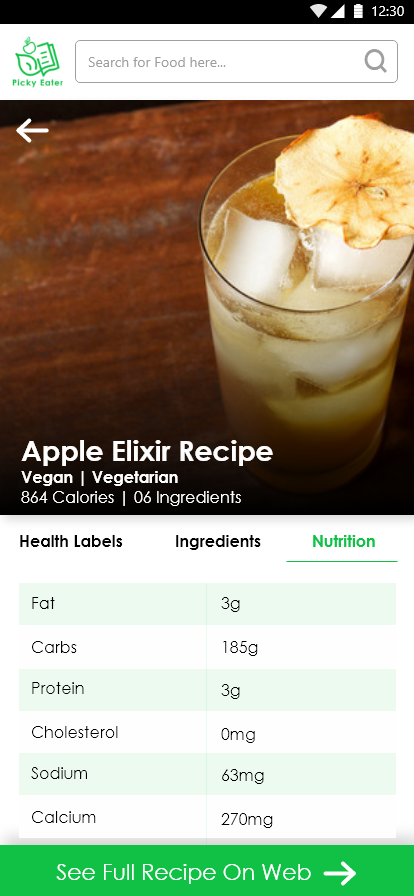 12:30
Picky Eater
Search for Food here...
Apple Elixir Recipe
Vegan | Vegetarian
864 Calories | 06 Ingredients
Health Labels Ingredients Nutrition
Fat 3g
Carbs 185g
Protein 3g
Cholesterol 0mg
Sodium 63mg
Calcium 270mg
See Full Recipe On Web